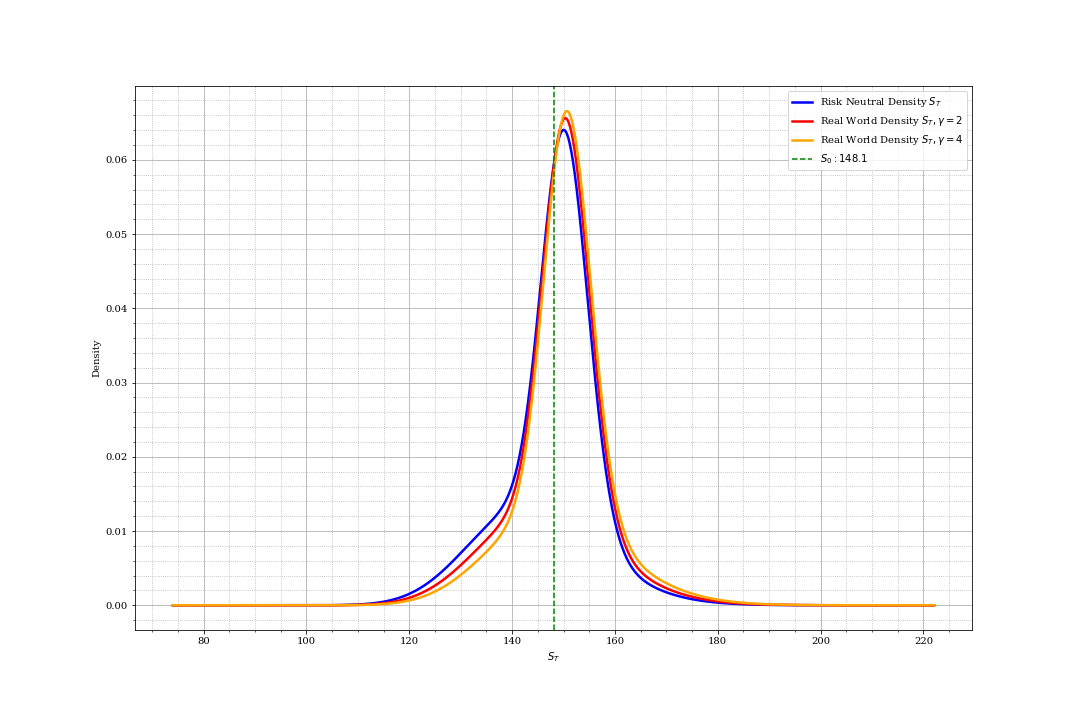 Risk Neutral Density S_T
Real World Density S_T, γ = 2
Real World Density S_T, γ = 4
S_0 : 148.1
0.06
0.05
0.04
0.03
0.02
0.01
0.00
Density
80 100 120 140 160 180 200 220
S_T